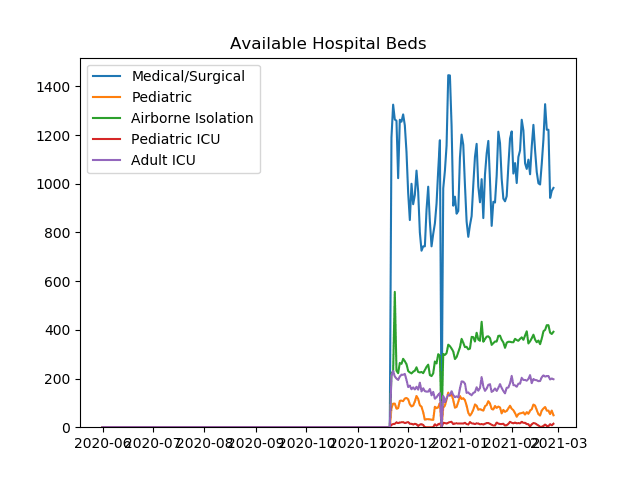 Available Hospital Beds
Medical/Surgical
Pediatric
Airborne Isolation
Pediatric ICU
Adult ICU
1400
1200
1000
800
600
400
200
0
2020-06 2020-07 2020-08 2020-09 2020-10 2020-11 2020-12 2021-01 2021-02 2021-03